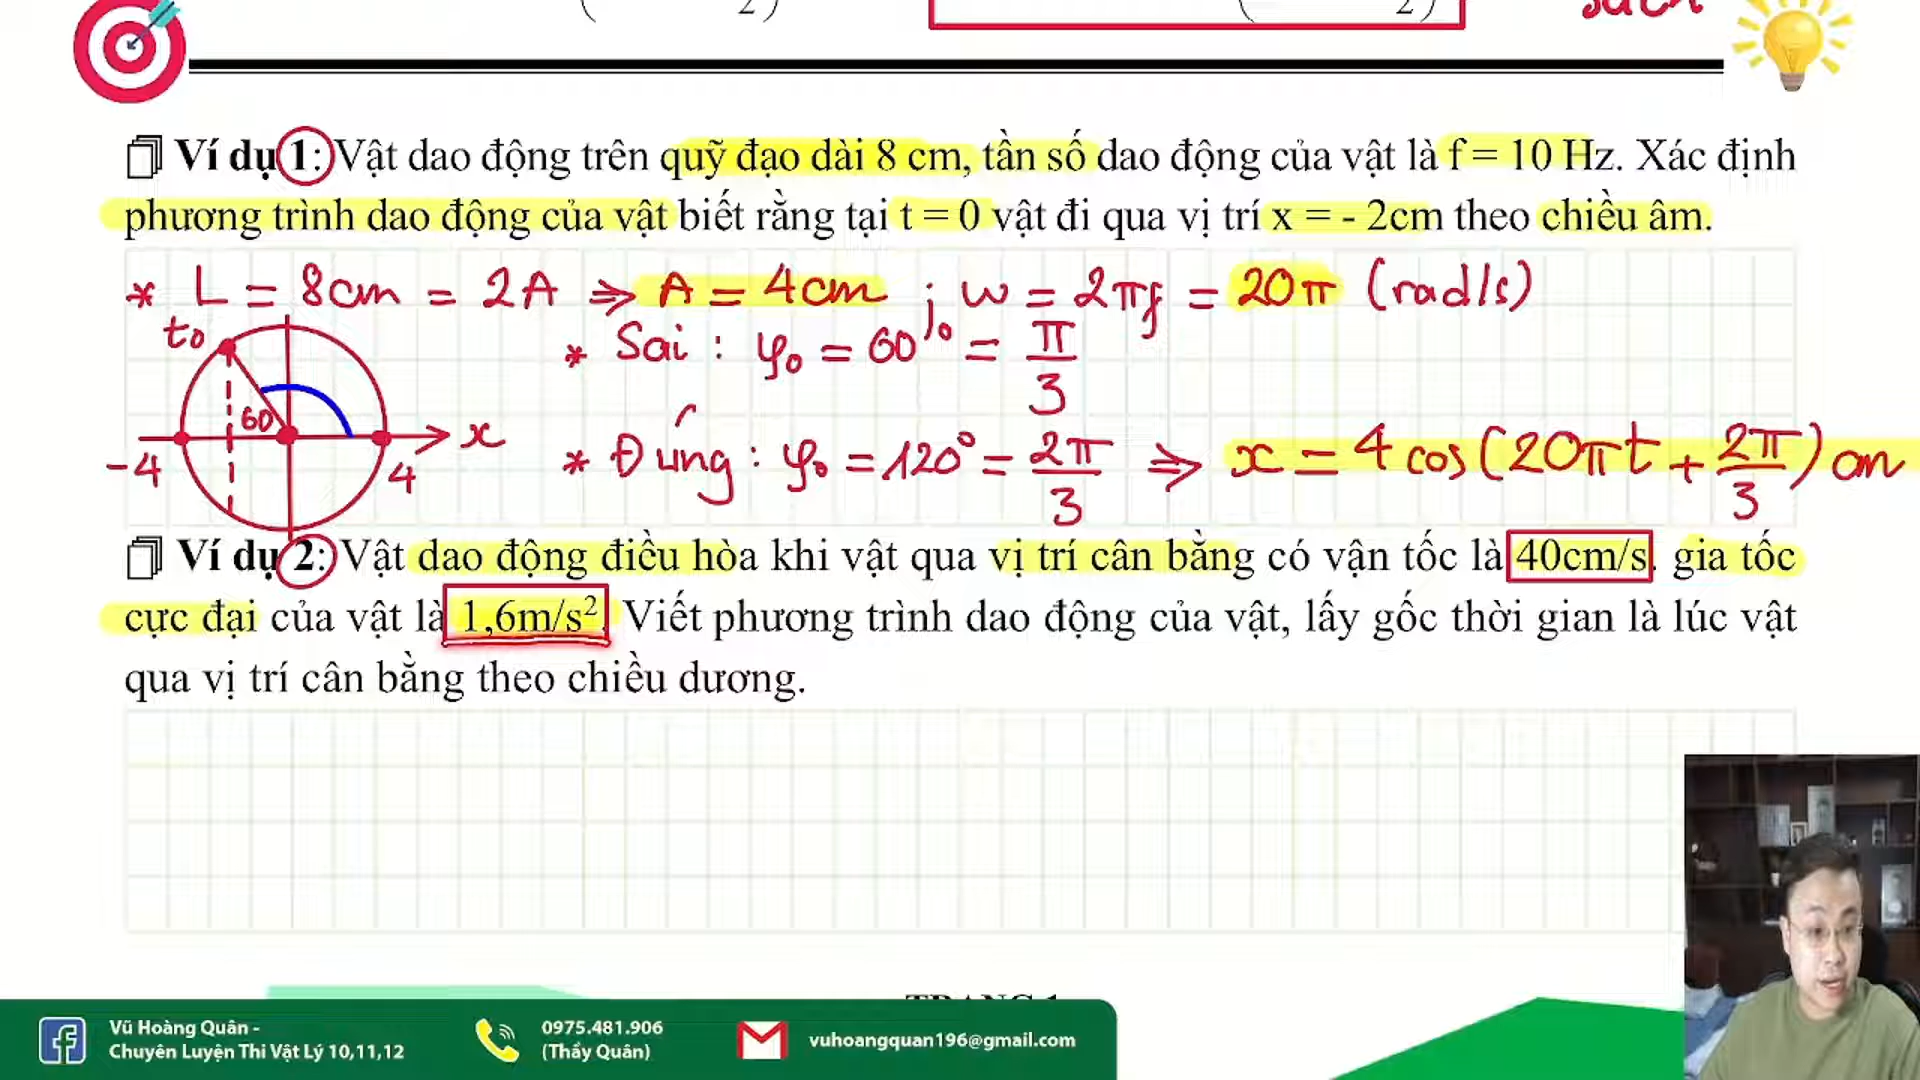 sách
Ví dụ 1: Vật dao động trên quỹ đạo dài 8 cm, tần số dao động của vật là f = 10 Hz. Xác định
phương trình dao động của vật biết rằng tại t = 0 vật đi qua vị trí x = - 2cm theo chiều âm.
* L = 8cm = 2A => A = 4cm ; ω = 2πf = 20π (rad/s)
t0
* Sai : φ0 = 60° = π/3
60
x
-4
4
* Đúng : φ0 = 120° = 2π/3 => x = 4 cos(20πt + 2π/3) cm
Ví dụ 2: Vật dao động điều hòa khi vật qua vị trí cân bằng có vận tốc là 40cm/s. gia tốc
cực đại của vật là 1,6m/s². Viết phương trình dao động của vật, lấy gốc thời gian là lúc vật
qua vị trí cân bằng theo chiều dương.
TRANG 1
Vũ Hoàng Quân -
Chuyên Luyện Thi Vật Lý 10,11,12
0975.481.906
(Thầy Quân)
vuhoangquan196@gmail.com